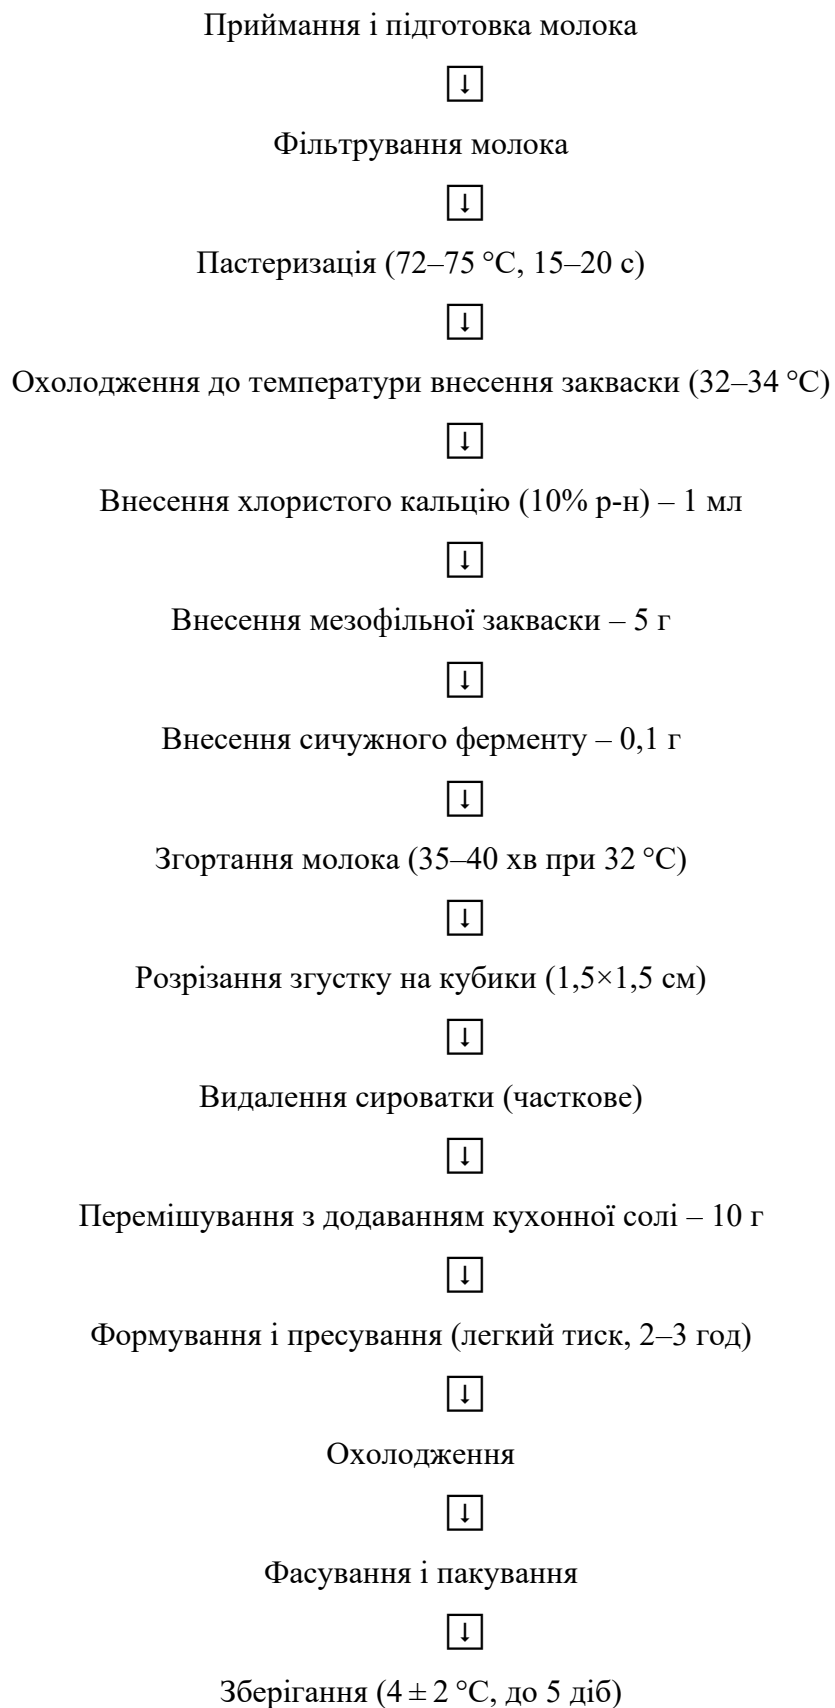 Приймання і підготовка молока
↓
Фільтрування молока
↓
Пастеризація (72–75 °C, 15–20 с)
↓
Охолодження до температури внесення закваски (32–34 °C)
↓
Внесення хлористого кальцію (10% р-н) – 1 мл
↓
Внесення мезофільної закваски – 5 г
↓
Внесення сичужного ферменту – 0,1 г
↓
Згортання молока (35–40 хв при 32 °C)
↓
Розрізання згустку на кубики (1,5×1,5 см)
↓
Видалення сироватки (часткове)
↓
Перемішування з додаванням кухонної солі – 10 г
↓
Формування і пресування (легкий тиск, 2–3 год)
↓
Охолодження
↓
Фасування і пакування
↓
Зберігання (4 ± 2 °C, до 5 діб)